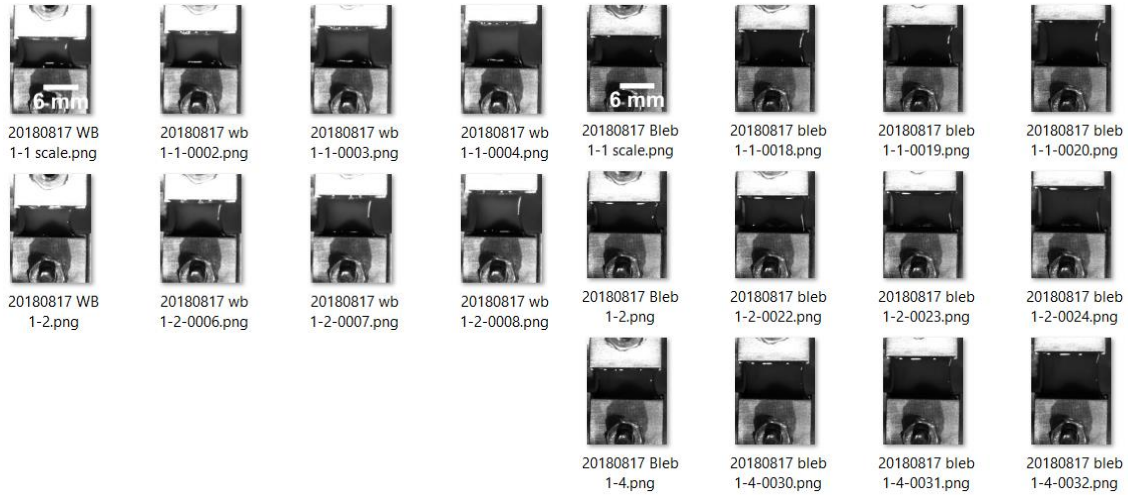 6 mm
6 mm
20180817 WB
1-1 scale.png
20180817 wb
1-1-0002.png
20180817 wb
1-1-0003.png
20180817 wb
1-1-0004.png
20180817 Bleb
1-1 scale.png
20180817 bleb
1-1-0018.png
20180817 bleb
1-1-0019.png
20180817 bleb
1-1-0020.png
20180817 WB
1-2.png
20180817 wb
1-2-0006.png
20180817 wb
1-2-0007.png
20180817 wb
1-2-0008.png
20180817 Bleb
1-2.png
20180817 bleb
1-2-0022.png
20180817 bleb
1-2-0023.png
20180817 bleb
1-2-0024.png
20180817 Bleb
1-4.png
20180817 bleb
1-4-0030.png
20180817 bleb
1-4-0031.png
20180817 bleb
1-4-0032.png